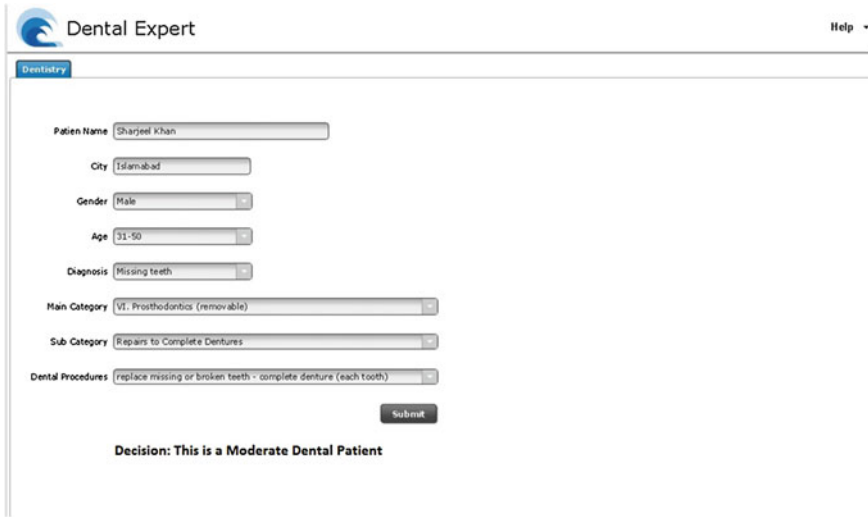 Dental Expert
Help
Dentistry
Patien Name Sharjeel Khan
City Islamabad
Gender Male
Age 31-50
Diagnosis Missing teeth
Main Category VI. Prosthodontics (removable)
Sub Category Repairs to Complete Dentures
Dental Procedures replace missing or broken teeth - complete denture (each tooth)
Submit
Decision: This is a Moderate Dental Patient